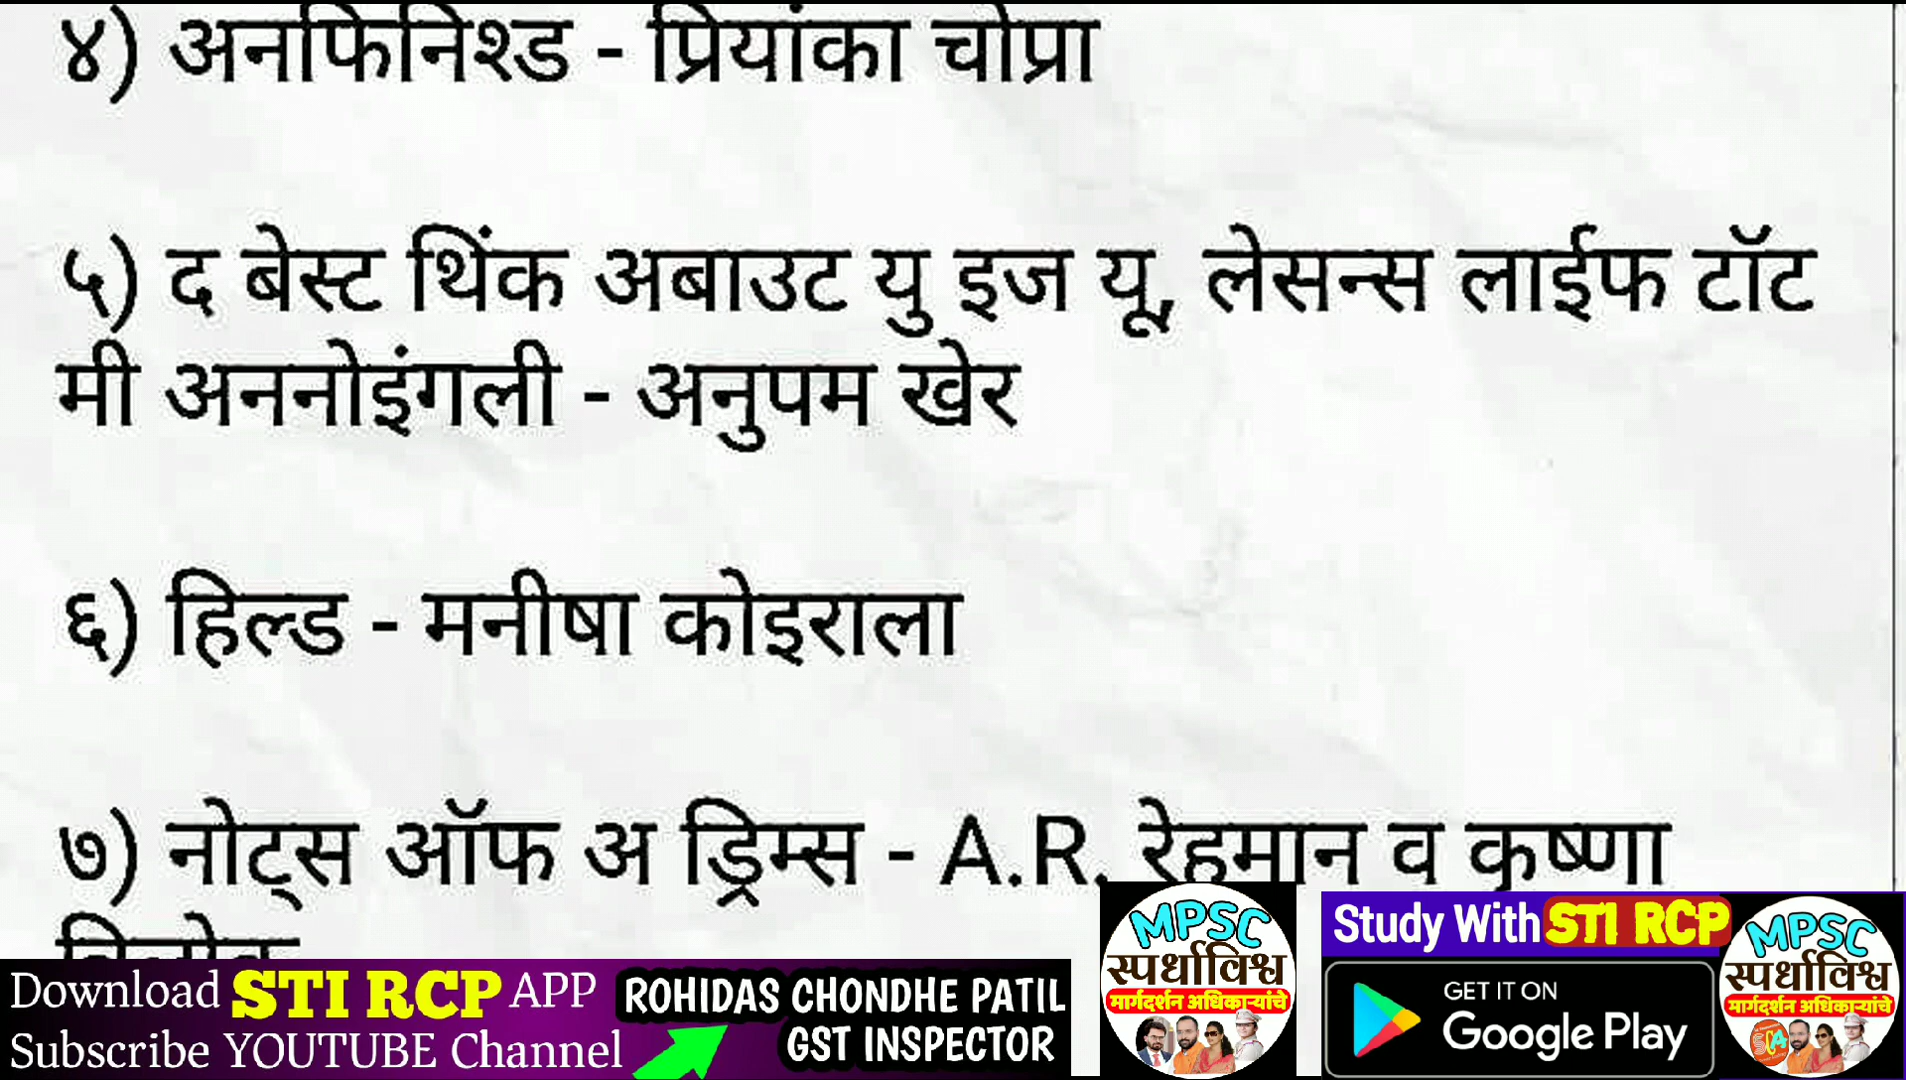 ४) अनफिनिश्ड - प्रियांका चोप्रा
५) द बेस्ट थिंक अबाउट यु इज यू, लेसन्स लाईफ टॉट
मी अननोइंगली - अनुपम खेर
६) हिल्ड - मनीषा कोइराला
७) नोट्स ऑफ अ ड्रिम्स - A.R. रेहमान व कृष्णा
Download STI RCP APP
Subscribe YOUTUBE Channel
ROHIDAS CHONDHE PATIL
GST INSPECTOR
MPSC
स्पर्धाविश्व
मार्गदर्शन अधिकाऱ्यांचे
Study With STI RCP
GET IT ON
Google Play
MPSC
स्पर्धाविश्व
मार्गदर्शन अधिकाऱ्यांचे